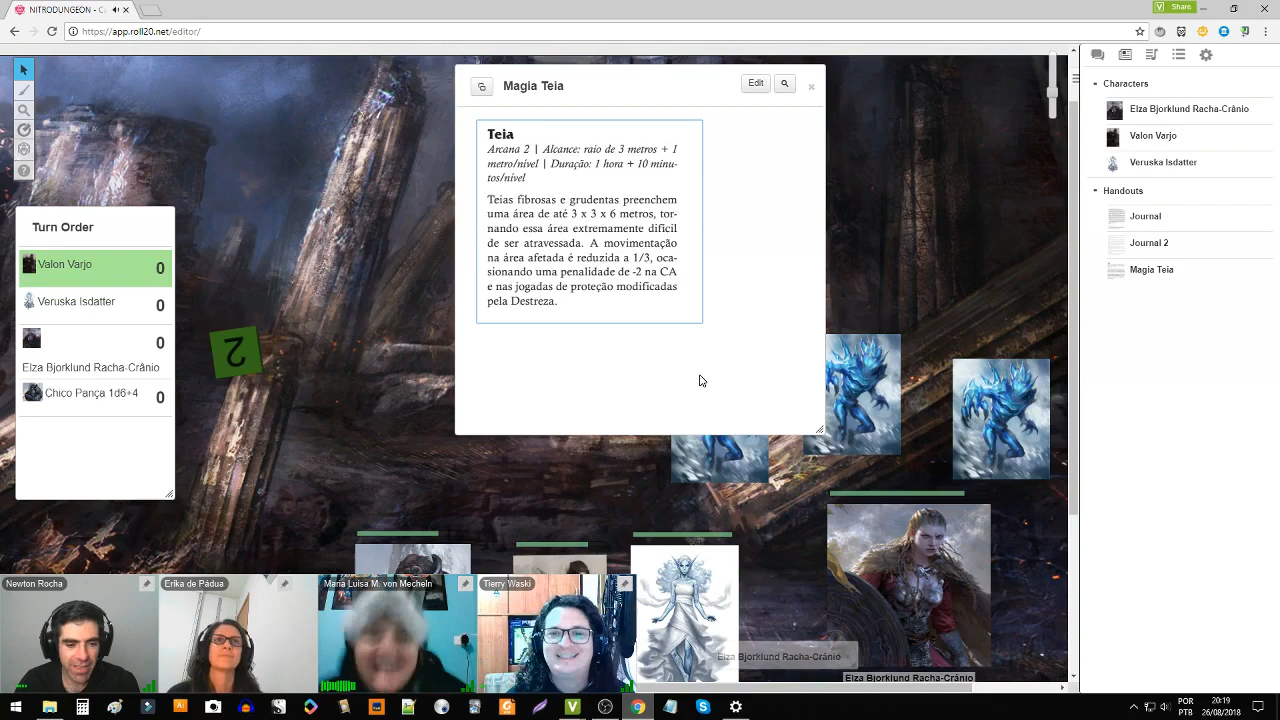 NITRODUNGEON
V Share
https://app.roll20.net/editor/
Magia Teia
Edit
Teia
Arcana 2 | Alcance: raio de 3 metros + 1
metro/nível | Duração: 1 hora + 10 minu-
tos/nível
Teias fibrosas e grudentas preenchem
uma área de até 3 x 3 x 6 metros, tor-
nando essa área extremamente difícil
de ser atravessada. A movimentação
na área afetada é reduzida a 1/3, oca-
sionando uma penalidade de -2 na CA
e nas jogadas de proteção modificadas
pela Destreza.
Turn Order
Valon Varjo 0
Veruska Isdatter 0
0
Elza Bjorklund Racha-Crânio
Chico Pança 1d6+4 0
2
Characters
Elza Bjorklund Racha-Crânio
Valon Varjo
Veruska Isdatter
Handouts
Journal
Journal 2
Magia Teia
Newton Rocha
Erika de Pádua
Maria Luisa M. von Mecheln
Tierry Waski
Elza Bjorklund Racha-Crânio
Elza Bjorklund Racha-Crânio
POR
PTB
20:19
26/08/2018